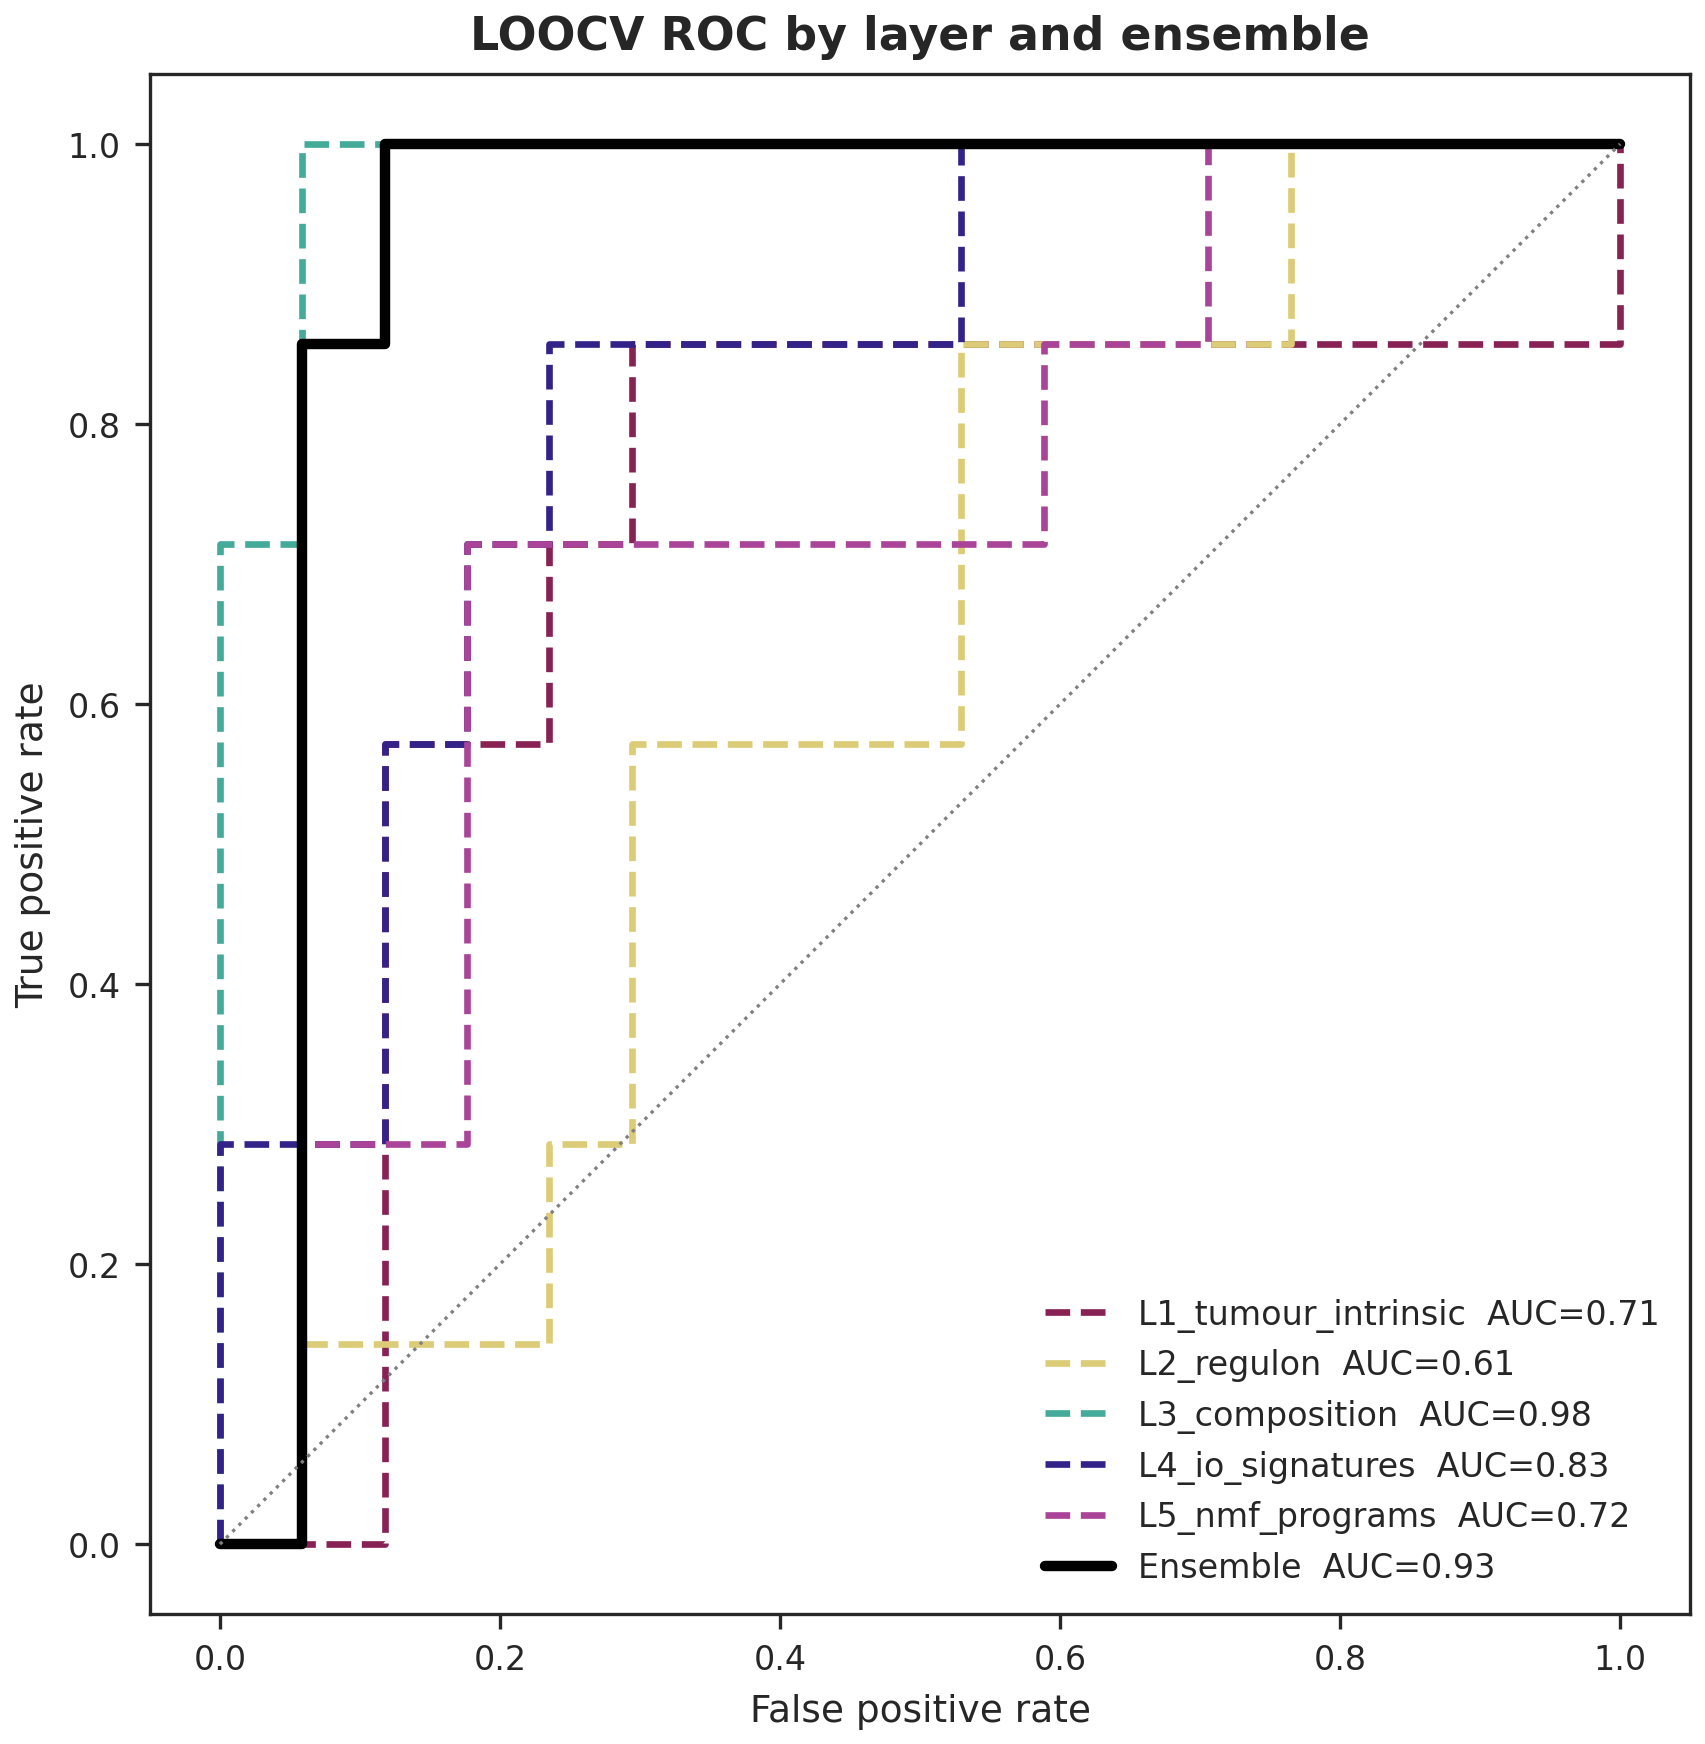 LOOCV ROC by layer and ensemble
1.0
0.8
0.6
0.4
0.2
0.0
True positive rate
L1_tumour_intrinsic AUC=0.71
L2_regulon AUC=0.61
L3_composition AUC=0.98
L4_io_signatures AUC=0.83
L5_nmf_programs AUC=0.72
Ensemble AUC=0.93
0.0 0.2 0.4 0.6 0.8 1.0
False positive rate